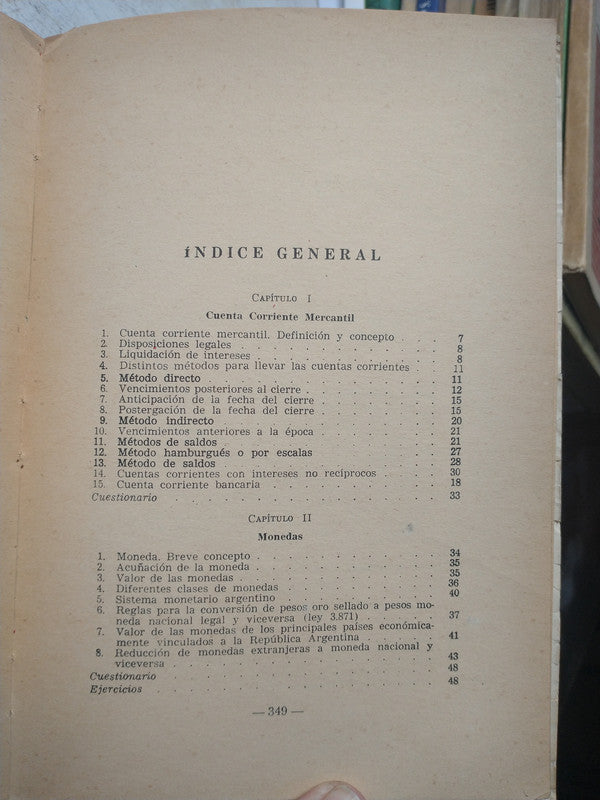 ÍNDICE GENERAL
CAPÍTULO I
Cuenta Corriente Mercantil
1. Cuenta corriente mercantil. Definición y concepto . . . 7
2. Disposiciones legales . . . . . . . . . . 8
3. Liquidación de intereses . . . . . . . . . 8
4. Distintos métodos para llevar las cuentas corrientes . . 11
5. Método directo . . . . . . . . . . . 11
6. Vencimientos posteriores al cierre . . . . . . . 12
7. Anticipación de la fecha del cierre . . . . . . 15
8. Postergación de la fecha del cierre . . . . . . 15
9. Método indirecto . . . . . . . . . . . 20
10. Vencimientos anteriores a la época . . . . . . 21
11. Métodos de saldos . . . . . . . . . . 21
12. Método hamburgués o por escalas . . . . . . 27
13. Método de saldos . . . . . . . . . . 28
14. Cuentas corrientes con intereses no recíprocos . . . 30
15. Cuenta corriente bancaria . . . . . . . . . 18
Cuestionario . . . . . . . . . . . . . 33
CAPÍTULO II
Monedas
1. Moneda. Breve concepto . . . . . . . . . 34
2. Acuñación de la moneda . . . . . . . . . 35
3. Valor de las monedas . . . . . . . . . . 35
4. Diferentes clases de monedas . . . . . . . . 36
5. Sistema monetario argentino . . . . . . . . 40
6. Reglas para la conversión de pesos oro sellado a pesos mo-
neda nacional legal y viceversa (ley 3.871) . . . . 37
7. Valor de las monedas de los principales países económica-
mente vinculados a la República Argentina . . . . 41
8. Reducción de monedas extranjeras a moneda nacional y
viceversa . . . . . . . . . . . . . 43
Cuestionario . . . . . . . . . . . . . 48
Ejercicios . . . . . . . . . . . . . . 48
— 349 —